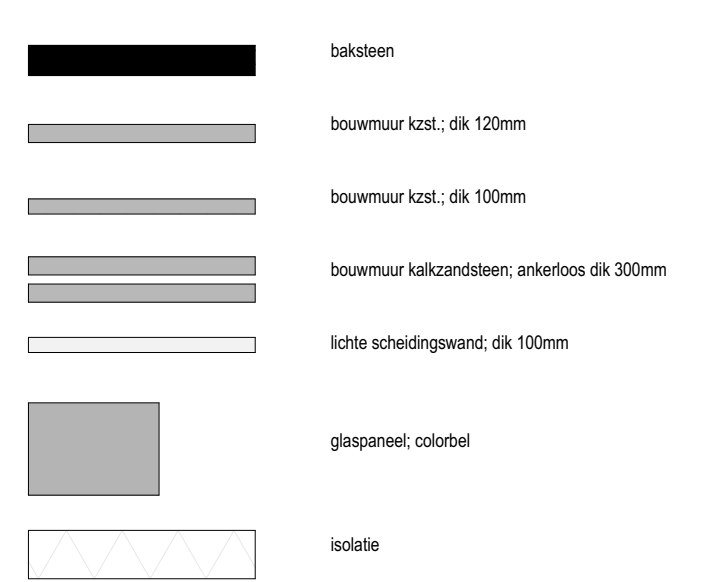 baksteen
bouwmuur kzst.; dik 120mm
bouwmuur kzst.; dik 100mm
bouwmuur kalkzandsteen; ankerloos dik 300mm
lichte scheidingswand; dik 100mm
glaspaneel; colorbel
isolatie